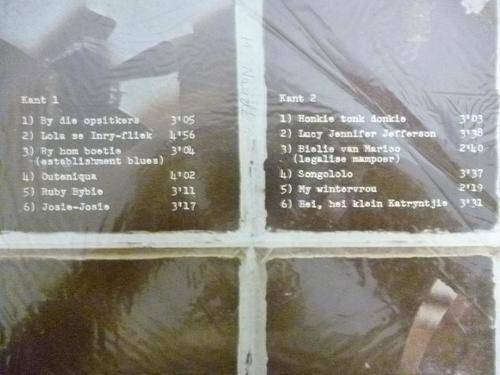 Kant 1
1) By die opsitkers 3'05
2) Lola se Inry-fliek 4'56
3) Ry hom boetie 3'04
(establishment blues)
4) Outeniqua 4'02
5) Ruby Bybie 3'11
6) Josie-Josie 3'17
Kant 2
1) Honkie tonk donkie 3'03
2) Lucy Jennifer Jefferson 3'38
3) Bielie van Marico 2'40
(legalise mampoer)
4) Songololo 3'37
5) My wintervrou 2'19
6) Hei, hei klein Katryntjie 3'31